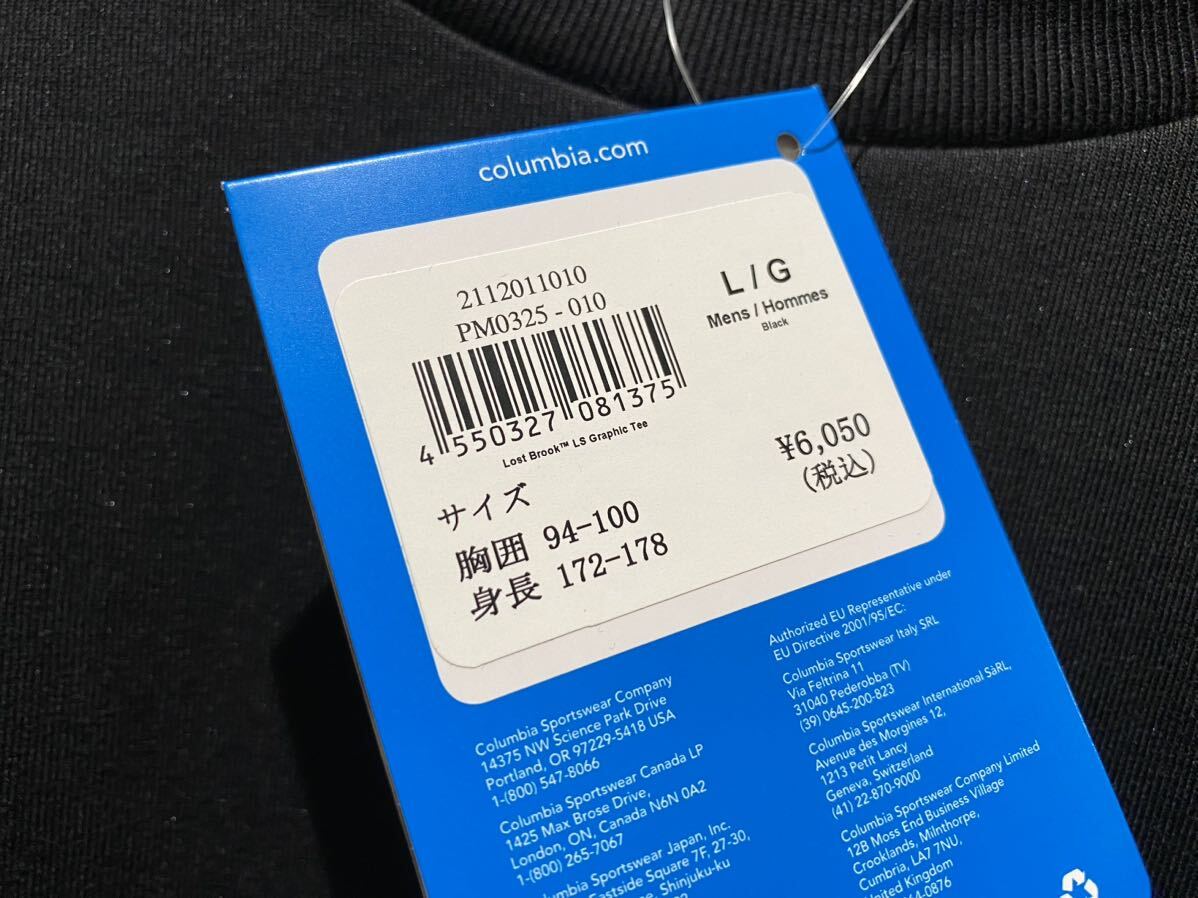 columbia.com
2112011010
PM0325 - 010
L / G
Mens / Hommes
Black
4 550327 081375
Lost Brook™ LS Graphic Tee
¥6,050
(税込)
サイズ
胸囲 94-100
身長 172-178
Columbia Sportswear Company
14375 NW Science Park Drive
Portland, OR 97229-5418 USA
1-(800) 547-8066
Columbia Sportswear Canada LP
1425 Max Brose Drive,
London, ON, Canada N6N 0A2
1-(800) 265-7067
Sportswear Japan, Inc.
Eastside Square 7F, 27-30,
Shinjuku-ku
Authorized EU Representative under
EU Directive 2001/95/EC:
Columbia Sportswear Italy SRL
Via Feltrina 11
31040 Pederobba (TV)
(39) 0645-200-823
Columbia Sportswear International SàRL,
Avenue des Morgines 12,
1213 Petit Lancy
Geneva, Switzerland
(41) 22-870-9000
Columbia Sportswear Company Limited
12B Moss End Business Village
Crooklands, Milnthorpe,
Cumbria, LA7 7NU,
United Kingdom